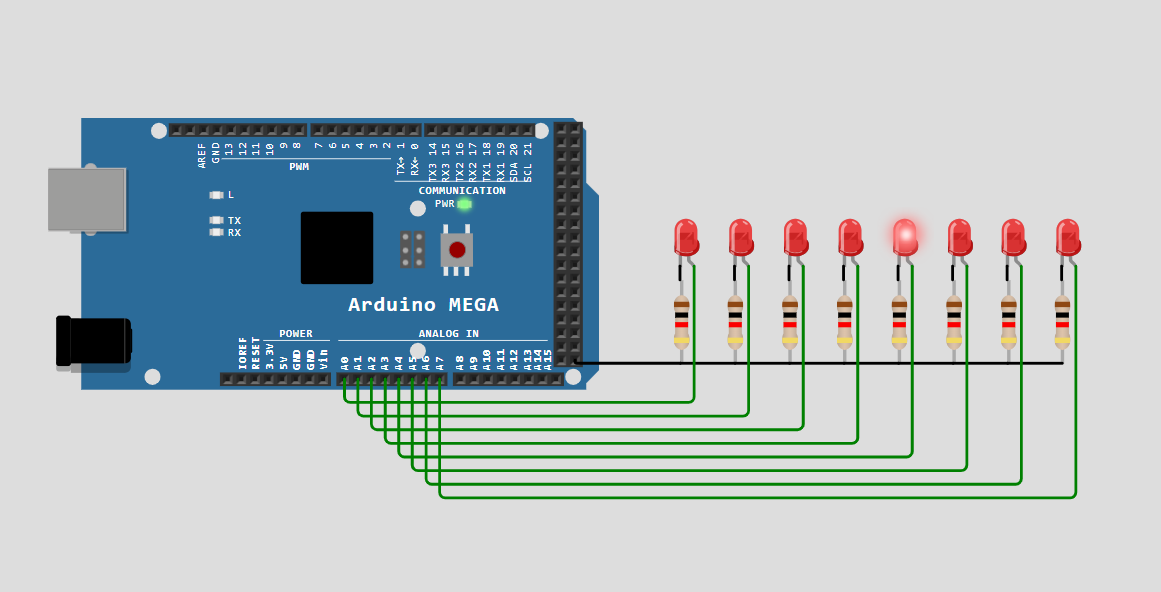 AREF
GND
13
12
11
10
9
8
7
6
5
4
3
2
TX→ 1
RX← 0
TX3 14
RX3 15
TX2 16
RX2 17
TX1 18
RX1 19
SDA 20
SCL 21
PWM
COMMUNICATION
L
PWR
TX
RX
Arduino MEGA
POWER
ANALOG IN
IOREF
RESET
3.3V
5V
GND
GND
Vin
A0
A1
A2
A3
A4
A5
A6
A7
A8
A9
A10
A11
A12
A13
A14
A15